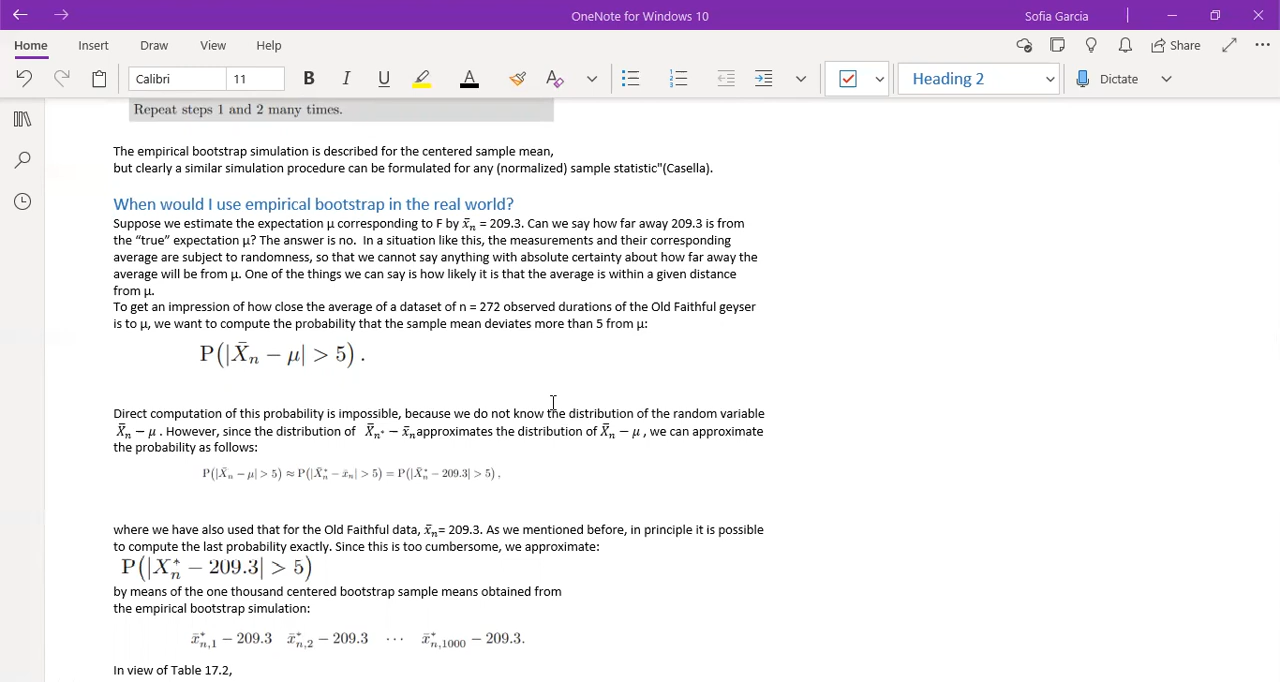 OneNote for Windows 10
Sofia Garcia
Home Insert Draw View Help
Share
Calibri 11 B I U A A Heading 2 Dictate
Repeat steps 1 and 2 many times.
The empirical bootstrap simulation is described for the centered sample mean,
but clearly a similar simulation procedure can be formulated for any (normalized) sample statistic"(Casella).
When would I use empirical bootstrap in the real world?
Suppose we estimate the expectation μ corresponding to F by x̄ₙ = 209.3. Can we say how far away 209.3 is from
the “true” expectation μ? The answer is no. In a situation like this, the measurements and their corresponding
average are subject to randomness, so that we cannot say anything with absolute certainty about how far away the
average will be from μ. One of the things we can say is how likely it is that the average is within a given distance
from μ.
To get an impression of how close the average of a dataset of n = 272 observed durations of the Old Faithful geyser
is to μ, we want to compute the probability that the sample mean deviates more than 5 from μ:
P(|X̄ₙ − μ| > 5) .
Direct computation of this probability is impossible, because we do not know the distribution of the random variable
X̄ₙ − μ . However, since the distribution of X̄ₙ* − x̄ₙapproximates the distribution of X̄ₙ − μ , we can approximate
the probability as follows:
P(|X̄ₙ − μ| > 5) ≈ P(|X̄ₙ* − x̄ₙ| > 5) = P(|X̄ₙ* − 209.3| > 5) ,
where we have also used that for the Old Faithful data, x̄ₙ= 209.3. As we mentioned before, in principle it is possible
to compute the last probability exactly. Since this is too cumbersome, we approximate:
P(|Xₙ* − 209.3| > 5)
by means of the one thousand centered bootstrap sample means obtained from
the empirical bootstrap simulation:
x̄*ₙ,₁ − 209.3 x̄*ₙ,₂ − 209.3 ⋯ x̄*ₙ,₁₀₀₀ − 209.3.
In view of Table 17.2,